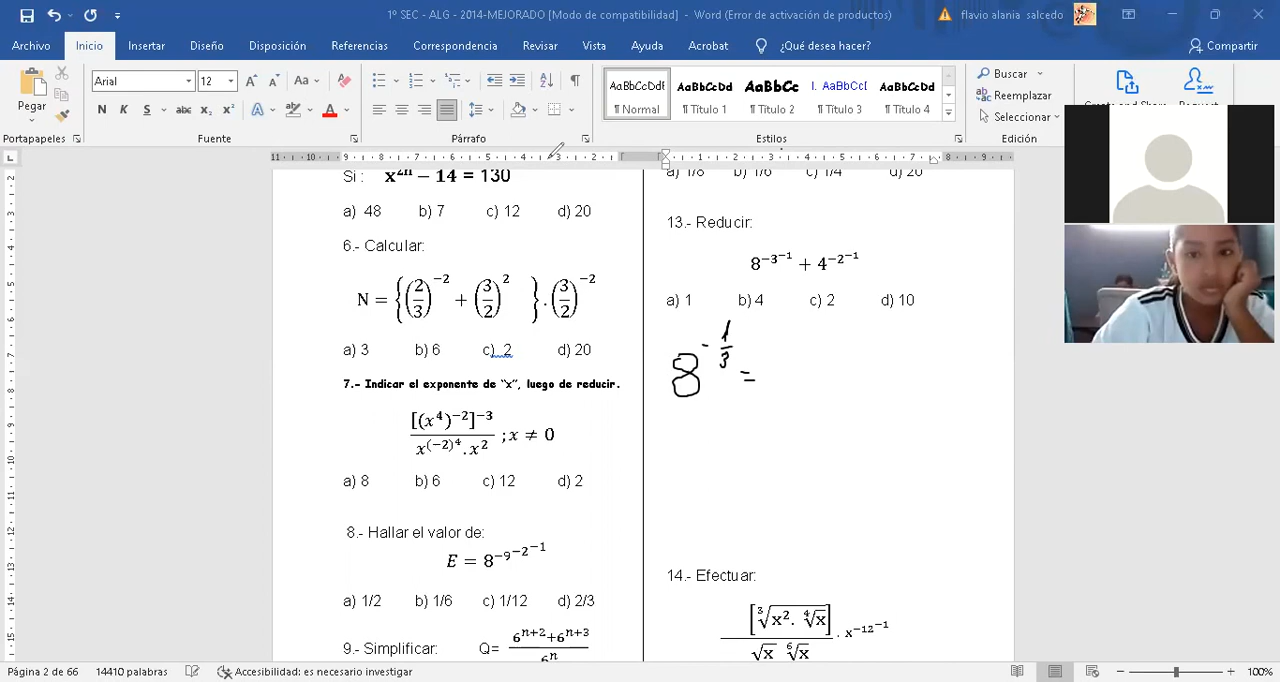 1º SEC - ALG - 2014-MEJORADO [Modo de compatibilidad] - Word (Error de activación de productos)
flavio alania salcedo
Archivo Inicio Insertar Diseño Disposición Referencias Correspondencia Revisar Vista Ayuda Acrobat ¿Qué desea hacer? Compartir
Pegar
Portapapeles
Arial 12
Fuente
Párrafo
AaBbCcDdE AaBbCcDd AaBbCc I. AaBbC AaBbCcDd
¶ Normal ¶ Título 1 ¶ Título 2 ¶ Título 3 ¶ Título 4
Estilos
Buscar
Reemplazar
Seleccionar
Edición
Si : x²ⁿ − 14 = 130
a) 48 b) 7 c) 12 d) 20
6.- Calcular:
N = {(2/3)⁻² + (3/2)² } . (3/2)⁻²
a) 3 b) 6 c) 2 d) 20
7.- Indicar el exponente de “x”, luego de reducir.
[(x⁴)⁻²]⁻³ / x^(−2)^4 . x² ; x ≠ 0
a) 8 b) 6 c) 12 d) 2
8.- Hallar el valor de:
E = 8^−9^−2^−1
a) 1/2 b) 1/6 c) 1/12 d) 2/3
9.- Simplificar: Q= 6ⁿ⁺²+6ⁿ⁺³ / 6ⁿ
a) 1/8 b) 1/6 c) 1/4 d) 20
13.- Reducir:
8^−3^−1 + 4^−2^−1
a) 1 b) 4 c) 2 d) 10
8^−1/3 =
14.- Efectuar:
[∛x². ∜x] / √x ⁶√x . x^−12^−1
Página 2 de 66 14410 palabras Accesibilidad: es necesario investigar 100%